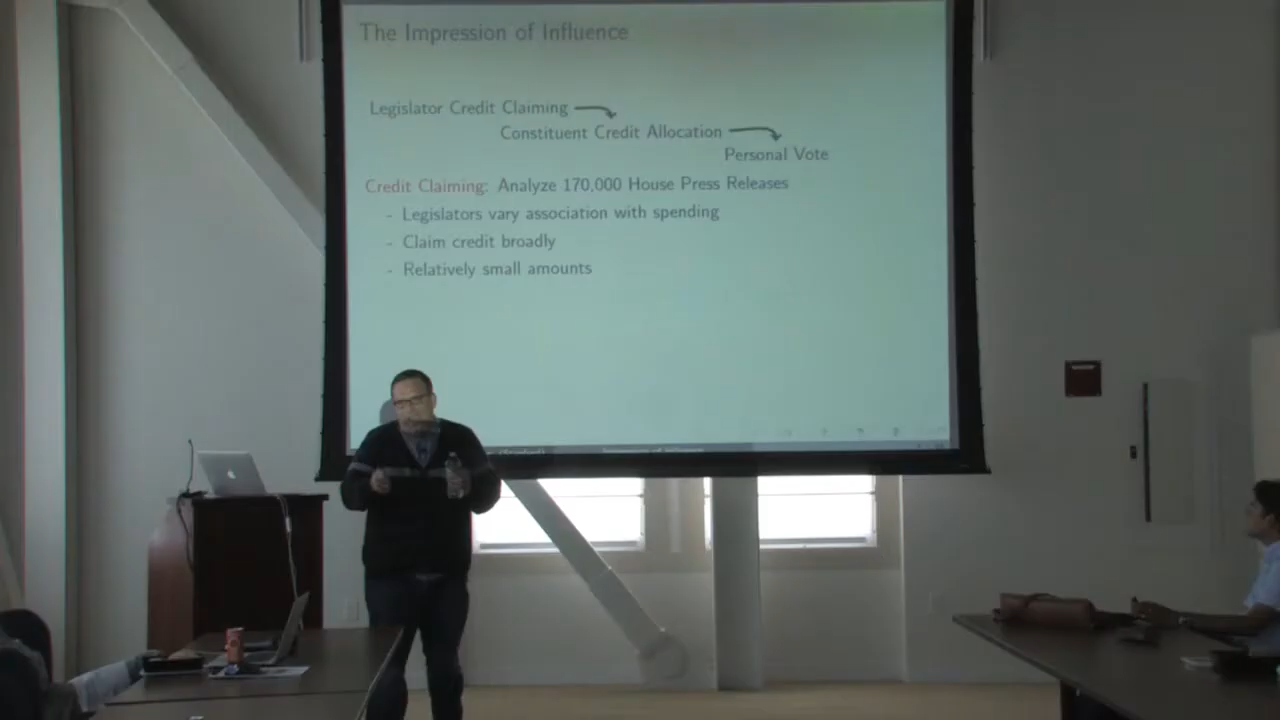 The Impression of Influence
Legislator Credit Claiming
Constituent Credit Allocation
Personal Vote
Credit Claiming: Analyze 170,000 House Press Releases
- Legislators vary association with spending
- Claim credit broadly
- Relatively small amounts